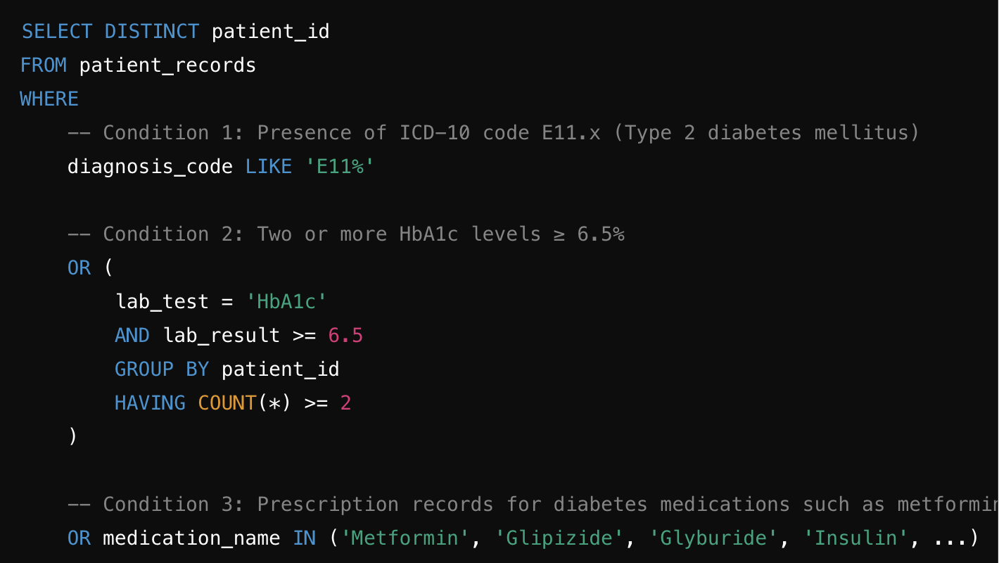 SELECT DISTINCT patient_id
FROM patient_records
WHERE
    -- Condition 1: Presence of ICD-10 code E11.x (Type 2 diabetes mellitus)
    diagnosis_code LIKE 'E11%'

    -- Condition 2: Two or more HbA1c levels ≥ 6.5%
    OR (
        lab_test = 'HbA1c'
        AND lab_result >= 6.5
        GROUP BY patient_id
        HAVING COUNT(*) >= 2
    )

    -- Condition 3: Prescription records for diabetes medications such as metformin
    OR medication_name IN ('Metformin', 'Glipizide', 'Glyburide', 'Insulin', ...)